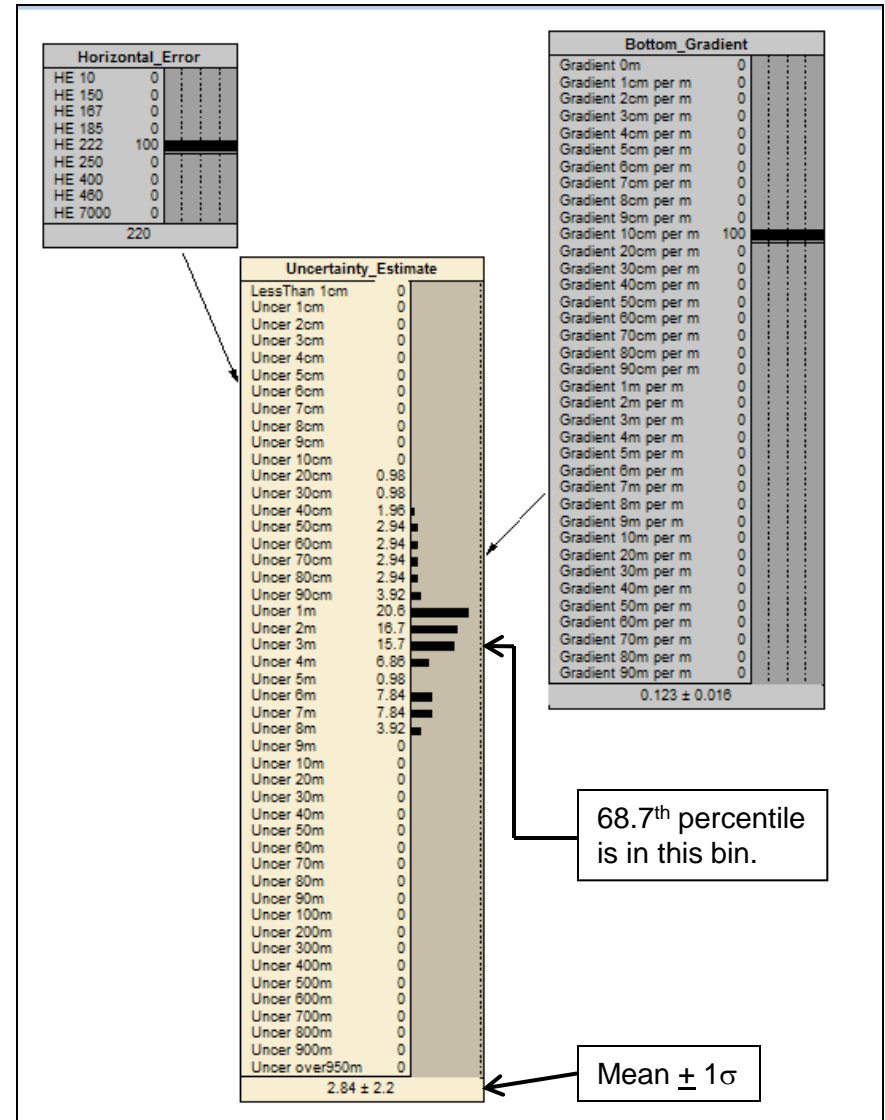 Horizontal_Error
HE 10 0
HE 150 0
HE 167 0
HE 185 0
HE 222 100
HE 250 0
HE 400 0
HE 460 0
HE 7000 0
220
Bottom_Gradient
Gradient 0m 0
Gradient 1cm per m 0
Gradient 2cm per m 0
Gradient 3cm per m 0
Gradient 4cm per m 0
Gradient 5cm per m 0
Gradient 6cm per m 0
Gradient 7cm per m 0
Gradient 8cm per m 0
Gradient 9cm per m 0
Gradient 10cm per m 100
Gradient 20cm per m 0
Gradient 30cm per m 0
Gradient 40cm per m 0
Gradient 50cm per m 0
Gradient 60cm per m 0
Gradient 70cm per m 0
Gradient 80cm per m 0
Gradient 90cm per m 0
Gradient 1m per m 0
Gradient 2m per m 0
Gradient 3m per m 0
Gradient 4m per m 0
Gradient 5m per m 0
Gradient 6m per m 0
Gradient 7m per m 0
Gradient 8m per m 0
Gradient 9m per m 0
Gradient 10m per m 0
Gradient 20m per m 0
Gradient 30m per m 0
Gradient 40m per m 0
Gradient 50m per m 0
Gradient 60m per m 0
Gradient 70m per m 0
Gradient 80m per m 0
Gradient 90m per m 0
0.123 ± 0.016
Uncertainty_Estimate
LessThan 1cm 0
Uncer 1cm 0
Uncer 2cm 0
Uncer 3cm 0
Uncer 4cm 0
Uncer 5cm 0
Uncer 6cm 0
Uncer 7cm 0
Uncer 8cm 0
Uncer 9cm 0
Uncer 10cm 0
Uncer 20cm 0.98
Uncer 30cm 0.98
Uncer 40cm 1.96
Uncer 50cm 2.94
Uncer 60cm 2.94
Uncer 70cm 2.94
Uncer 80cm 2.94
Uncer 90cm 3.92
Uncer 1m 20.6
Uncer 2m 16.7
Uncer 3m 15.7
Uncer 4m 6.86
Uncer 5m 0.98
Uncer 6m 7.84
Uncer 7m 7.84
Uncer 8m 3.92
Uncer 9m 0
Uncer 10m 0
Uncer 20m 0
Uncer 30m 0
Uncer 40m 0
Uncer 50m 0
Uncer 60m 0
Uncer 70m 0
Uncer 80m 0
Uncer 90m 0
Uncer 100m 0
Uncer 200m 0
Uncer 300m 0
Uncer 400m 0
Uncer 500m 0
Uncer 600m 0
Uncer 700m 0
Uncer 800m 0
Uncer 900m 0
Uncer over950m 0
2.84 ± 2.2
68.7th percentile
is in this bin.
Mean ± 1σ